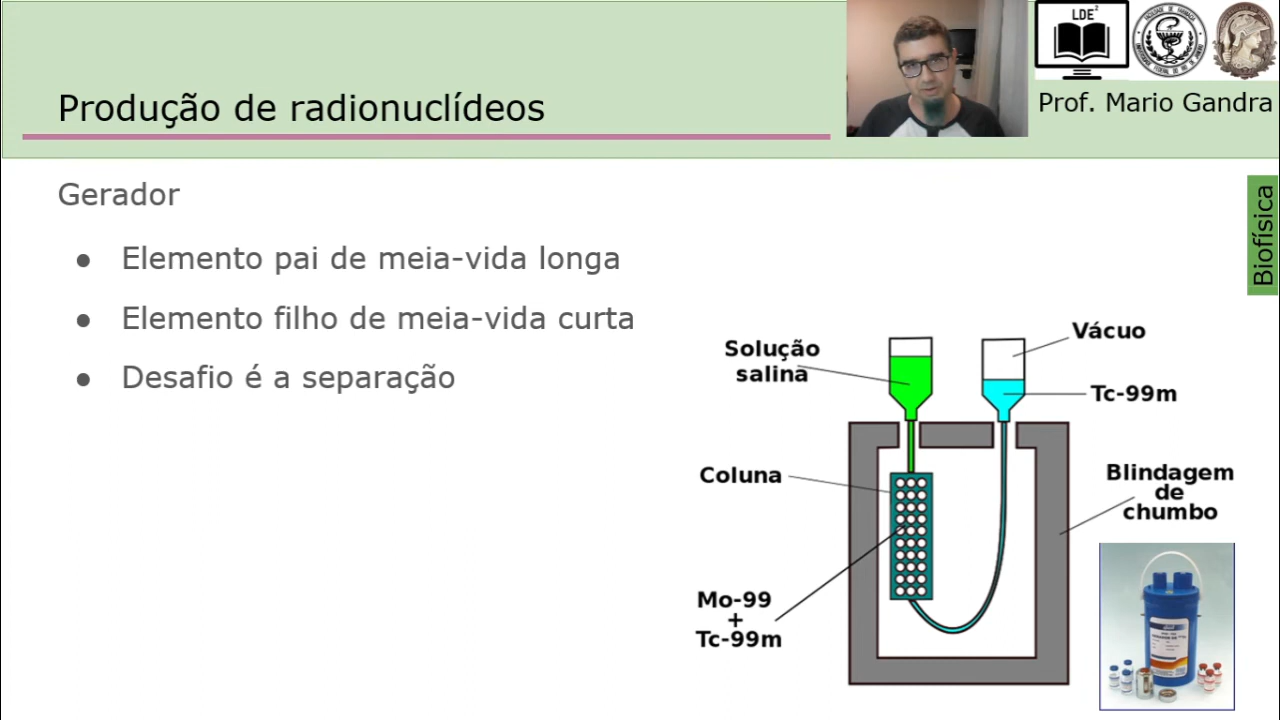 LDE²
Prof. Mario Gandra
Produção de radionuclídeos
Biofísica
Gerador
● Elemento pai de meia-vida longa
● Elemento filho de meia-vida curta
● Desafio é a separação
Solução
salina
Vácuo
Tc-99m
Coluna
Blindagem
de
chumbo
Mo-99
+
Tc-99m